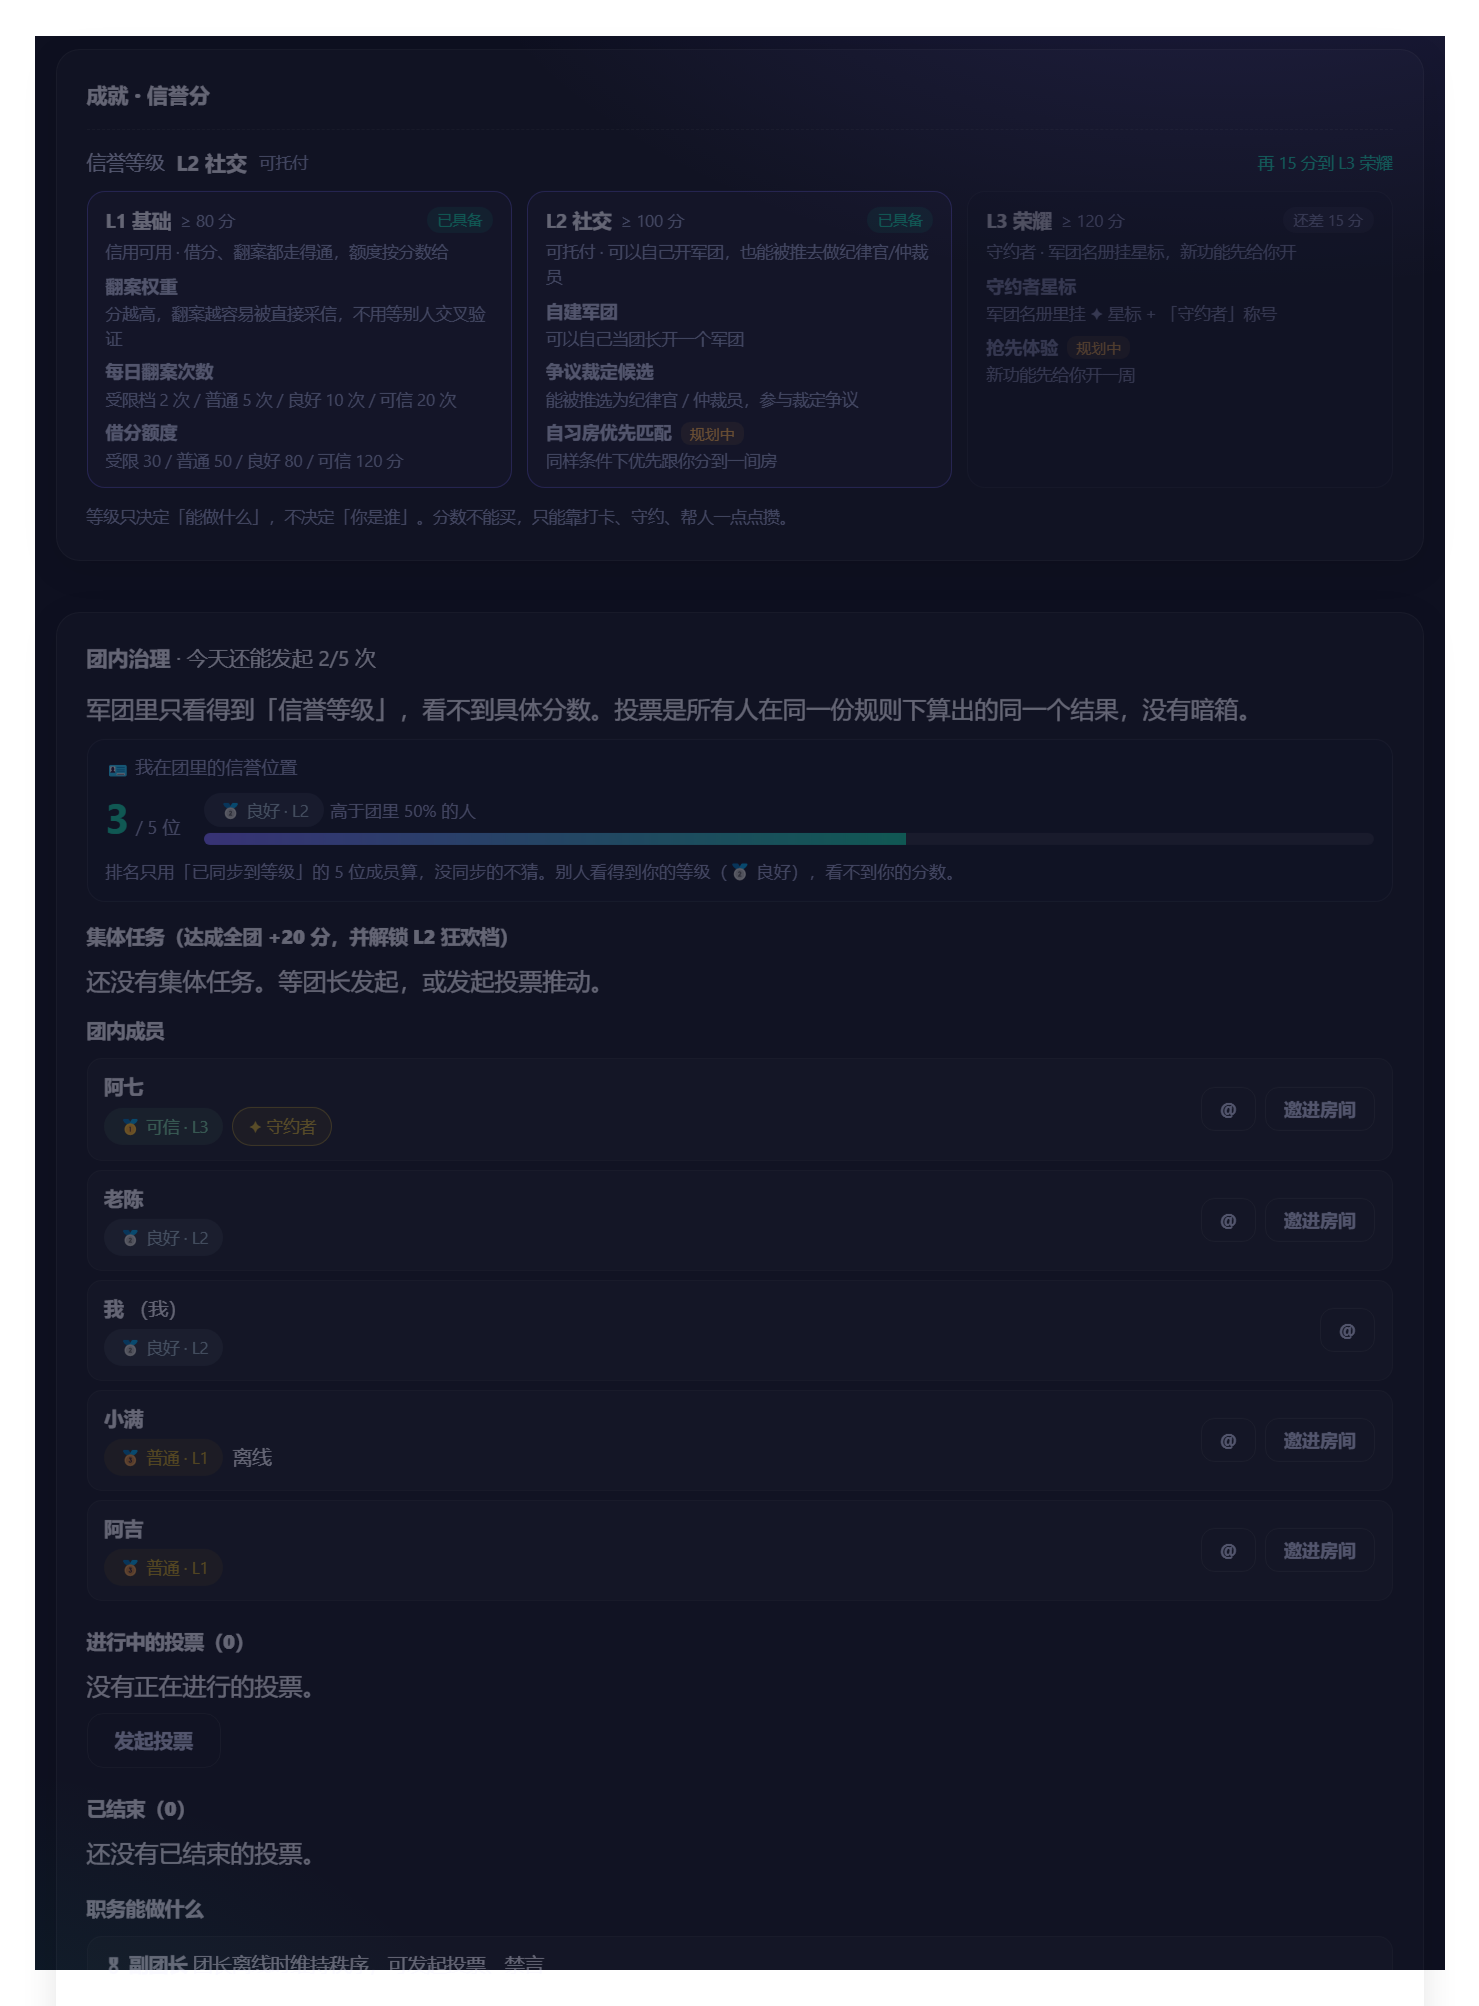 成就 · 信誉分
信誉等级 L2 社交 可托付
再 15 分到 L3 荣耀
L1 基础 ≥ 80 分 已具备
信用可用 · 借分、翻案都走得通，额度按分数给
翻案权重
分越高，翻案越容易被直接采信，不用等别人交叉验
证
每日翻案次数
受限档 2 次 / 普通 5 次 / 良好 10 次 / 可信 20 次
借分额度
受限 30 / 普通 50 / 良好 80 / 可信 120 分
L2 社交 ≥ 100 分 已具备
可托付 · 可以自己开军团，也能被推去做纪律官/仲裁
员
自建军团
可以自己当团长开一个军团
争议裁定候选
能被推选为纪律官 / 仲裁员，参与裁定争议
自习房优先匹配 规划中
同样条件下优先跟你分到一间房
L3 荣耀 ≥ 120 分 还差 15 分
守约者 · 军团名册挂星标，新功能先给你开
守约者星标
军团名册里挂 ✦ 星标 + 「守约者」称号
抢先体验 规划中
新功能先给你开一周
等级只决定「能做什么」，不决定「你是谁」。分数不能买，只能靠打卡、守约、帮人一点点攒。
团内治理 · 今天还能发起 2/5 次
军团里只看得到「信誉等级」，看不到具体分数。投票是所有人在同一份规则下算出的同一个结果，没有暗箱。
🪪 我在团里的信誉位置
3 / 5 位
🥈 良好 · L2 高于团里 50% 的人
排名只用「已同步到等级」的 5 位成员算，没同步的不猜。别人看得到你的等级（🥈 良好），看不到你的分数。
集体任务（达成全团 +20 分，并解锁 L2 狂欢档）
还没有集体任务。等团长发起，或发起投票推动。
团内成员
阿七
🥇 可信 · L3 ✦ 守约者
@ 邀进房间
老陈
🥈 良好 · L2
@ 邀进房间
我 （我）
🥈 良好 · L2
@
小满
🥉 普通 · L1 离线
@ 邀进房间
阿吉
🥉 普通 · L1
@ 邀进房间
进行中的投票（0）
没有正在进行的投票。
发起投票
已结束（0）
还没有已结束的投票。
职务能做什么
🎖 副团长 团长离线时维持秩序，可发起投票、禁言